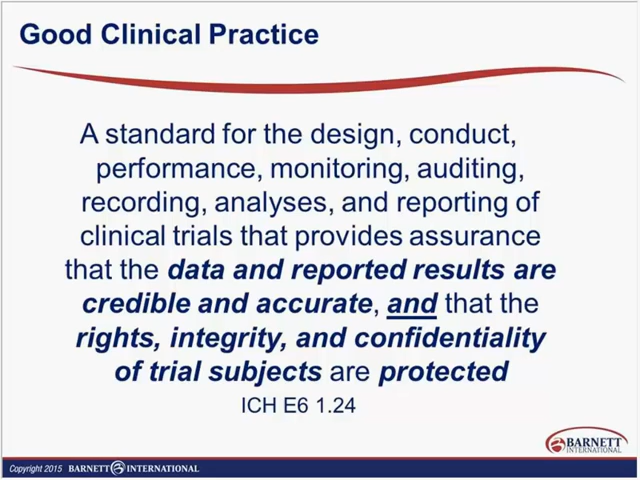 Good Clinical Practice
A standard for the design, conduct,
performance, monitoring, auditing,
recording, analyses, and reporting of
clinical trials that provides assurance
that the data and reported results are
credible and accurate, and that the
rights, integrity, and confidentiality
of trial subjects are protected
ICH E6 1.24
BARNETT
INTERNATIONAL
Copyright 2015 BARNETT INTERNATIONAL